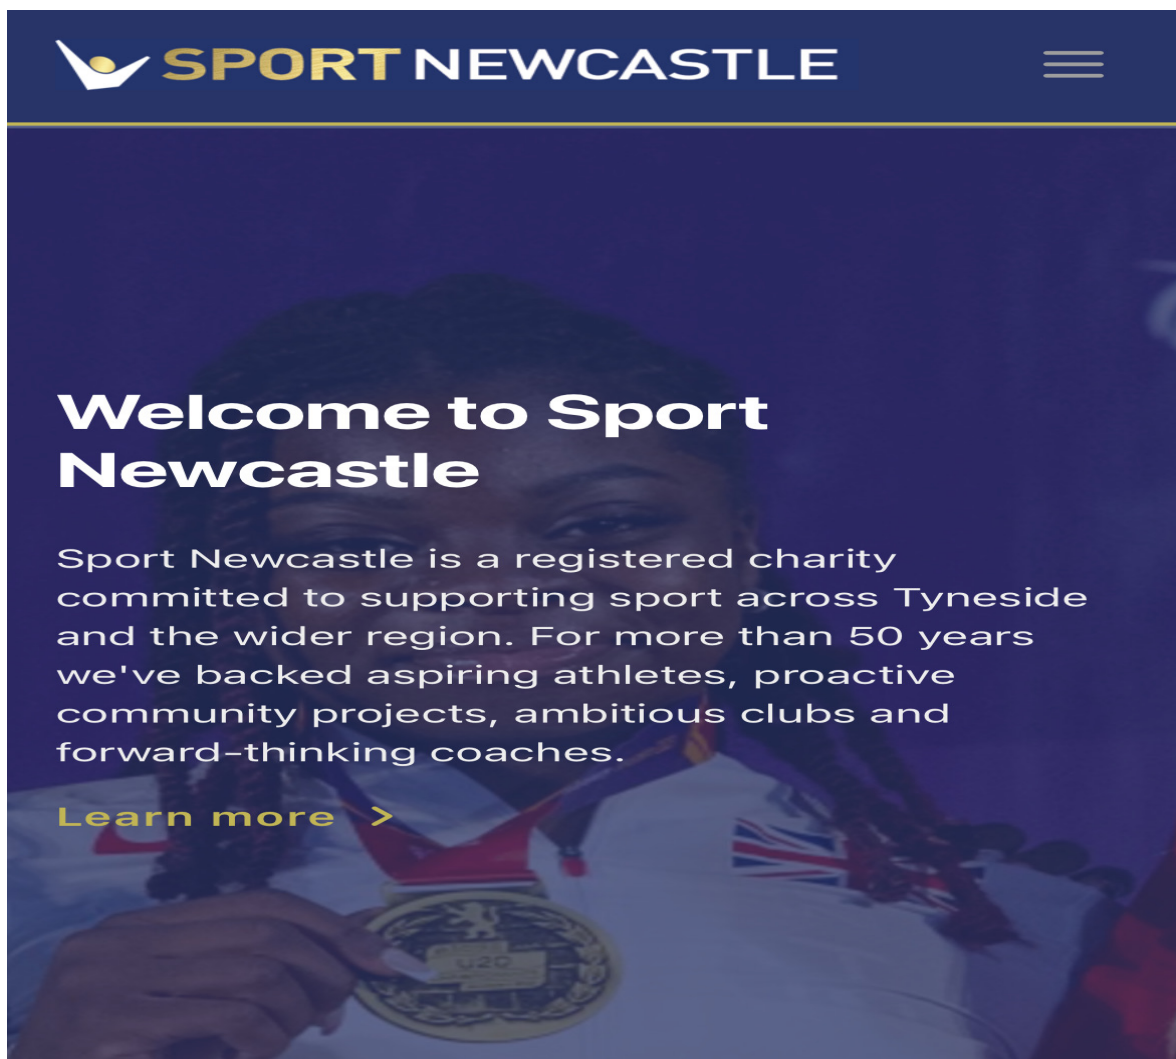 SPORT NEWCASTLE
Welcome to Sport
Newcastle
Sport Newcastle is a registered charity
committed to supporting sport across Tyneside
and the wider region. For more than 50 years
we've backed aspiring athletes, proactive
community projects, ambitious clubs and
forward-thinking coaches.
Learn more >
U20